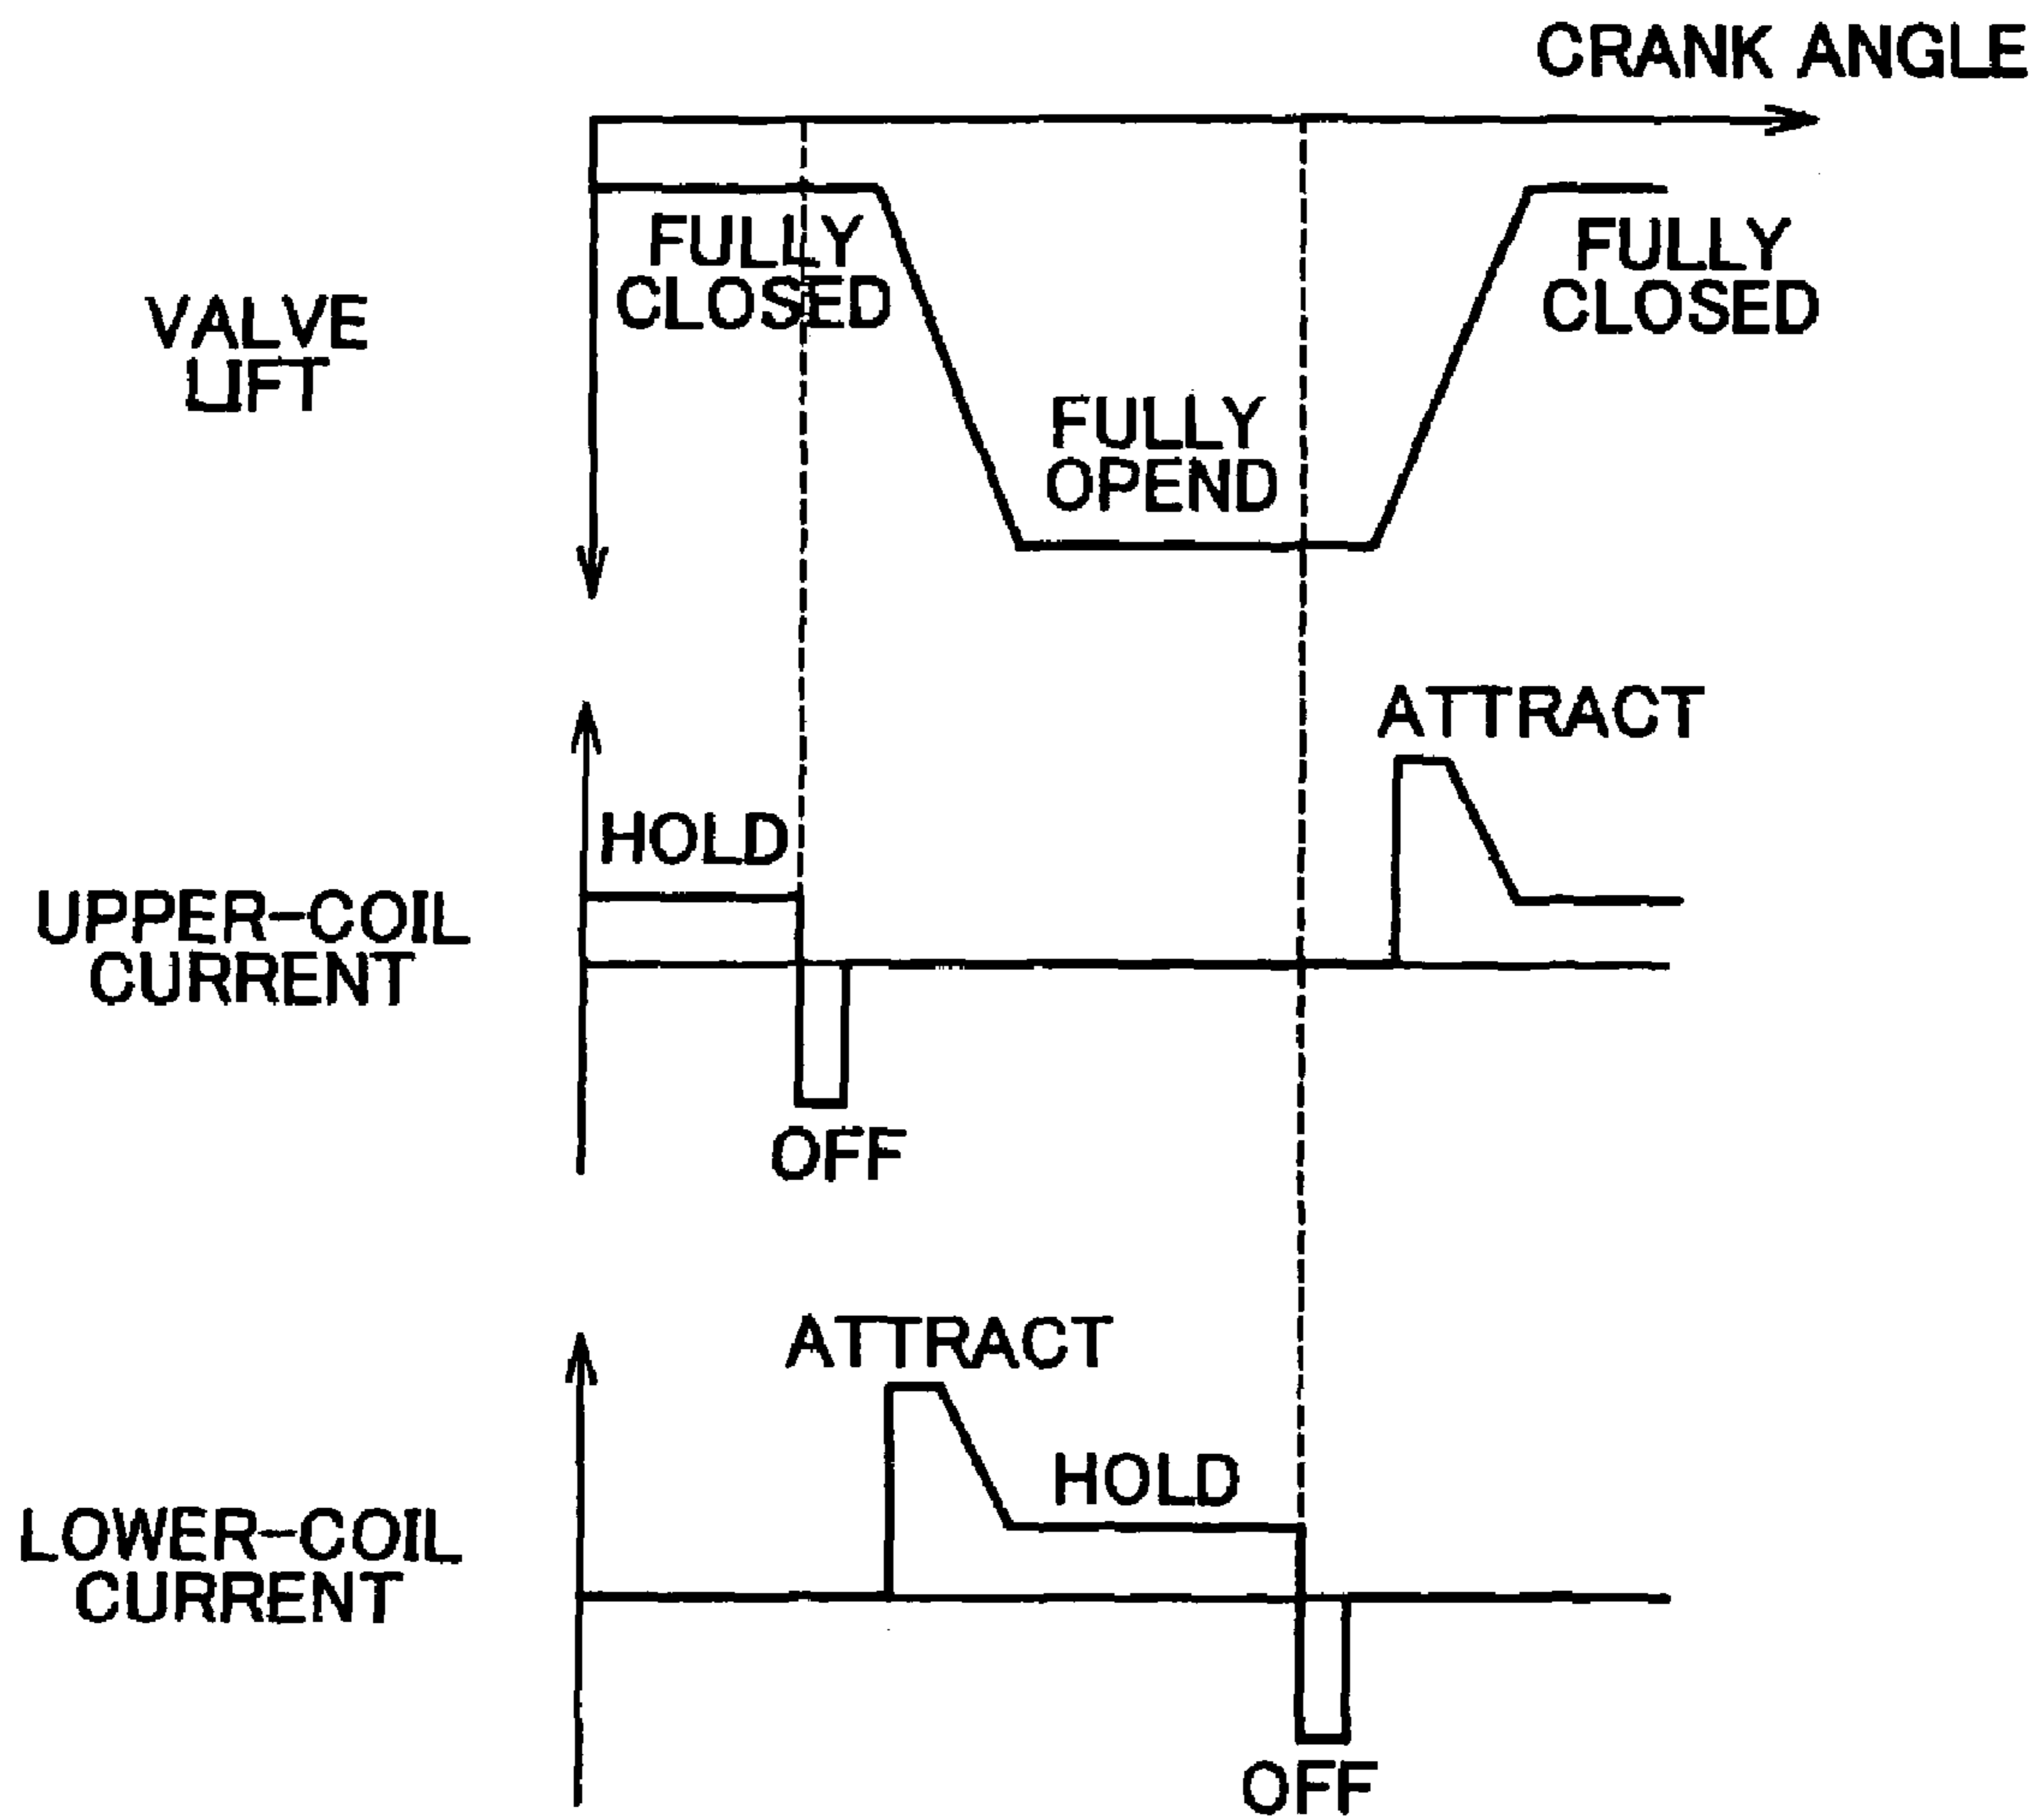 CRANK ANGLE
FULLY
CLOSED
FULLY
CLOSED
VALVE
LIFT
FULLY
OPEND
ATTRACT
HOLD
UPPER-COIL
CURRENT
OFF
ATTRACT
HOLD
LOWER-COIL
CURRENT
OFF